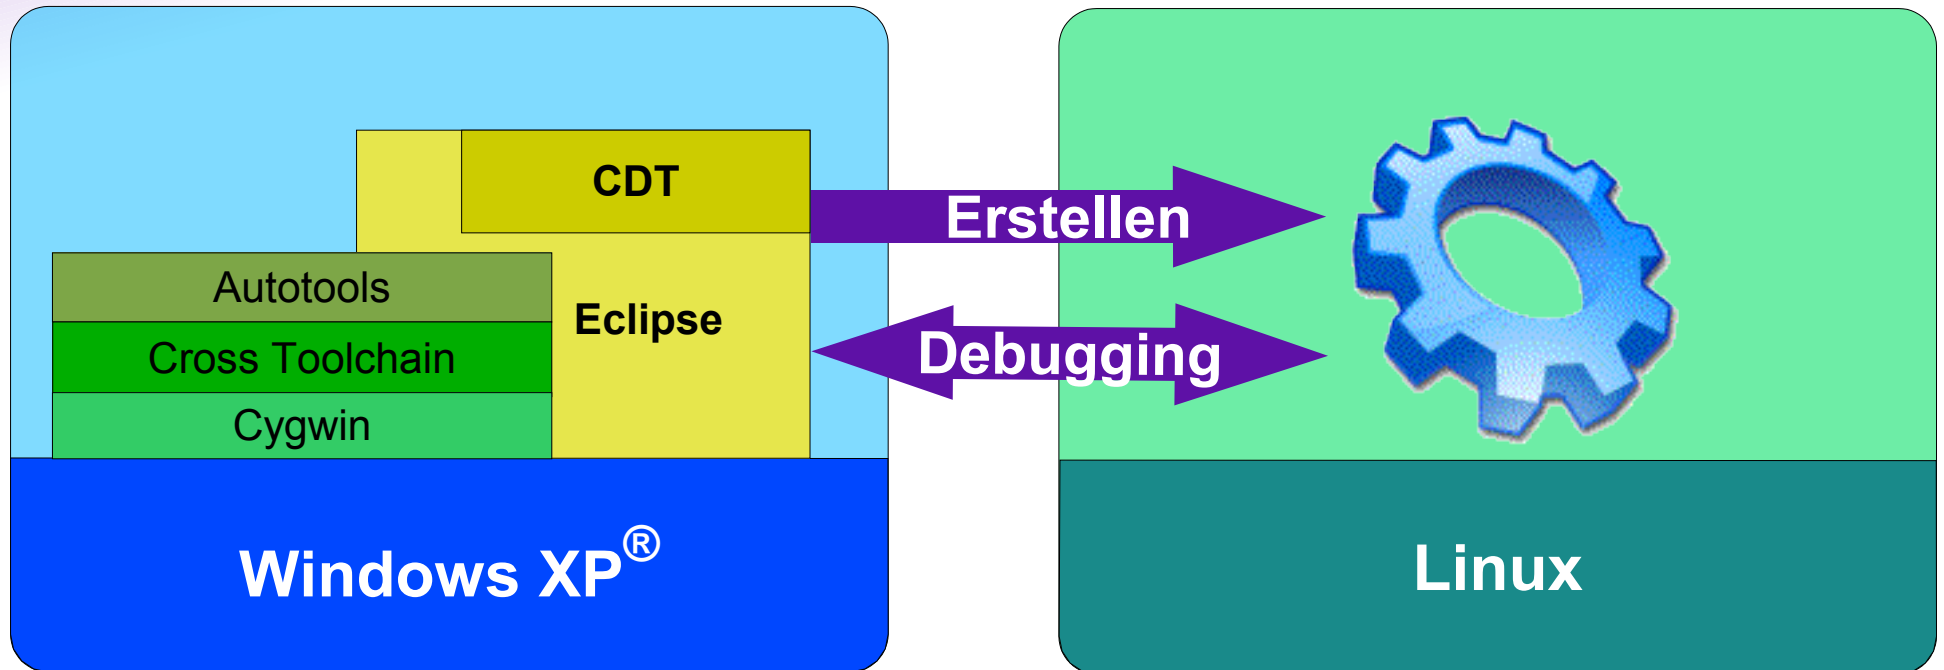 CDT
Erstellen
Autotools
Eclipse
Cross Toolchain
Debugging
Cygwin
Windows XP®
Linux